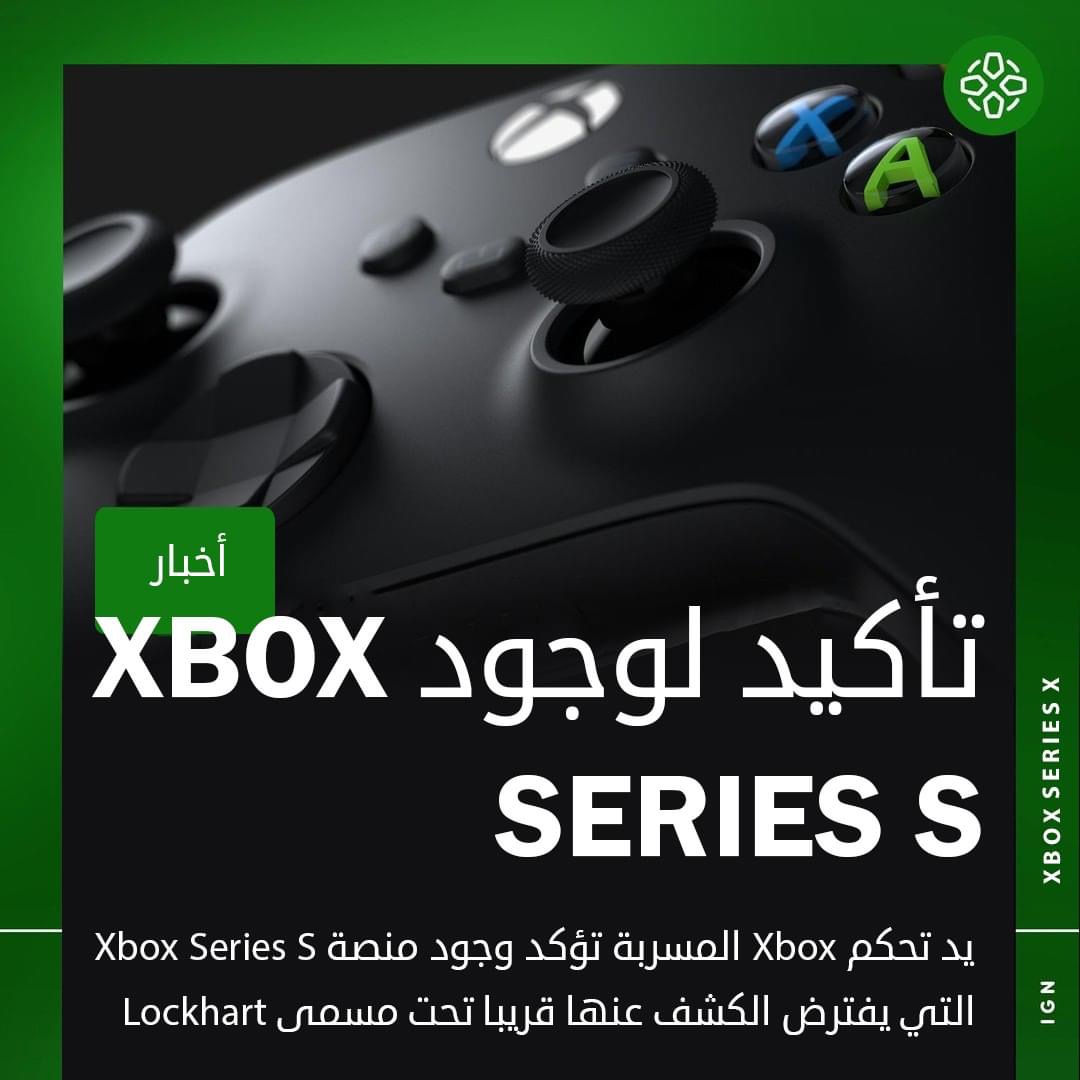 X
A
أخبار
تأكيد لوجود XBOX
SERIES S
يد تحكم Xbox المسربة تؤكد وجود منصة Xbox Series S
التي يفترض الكشف عنها قريبا تحت مسمى Lockhart
XBOX SERIES X
IGN